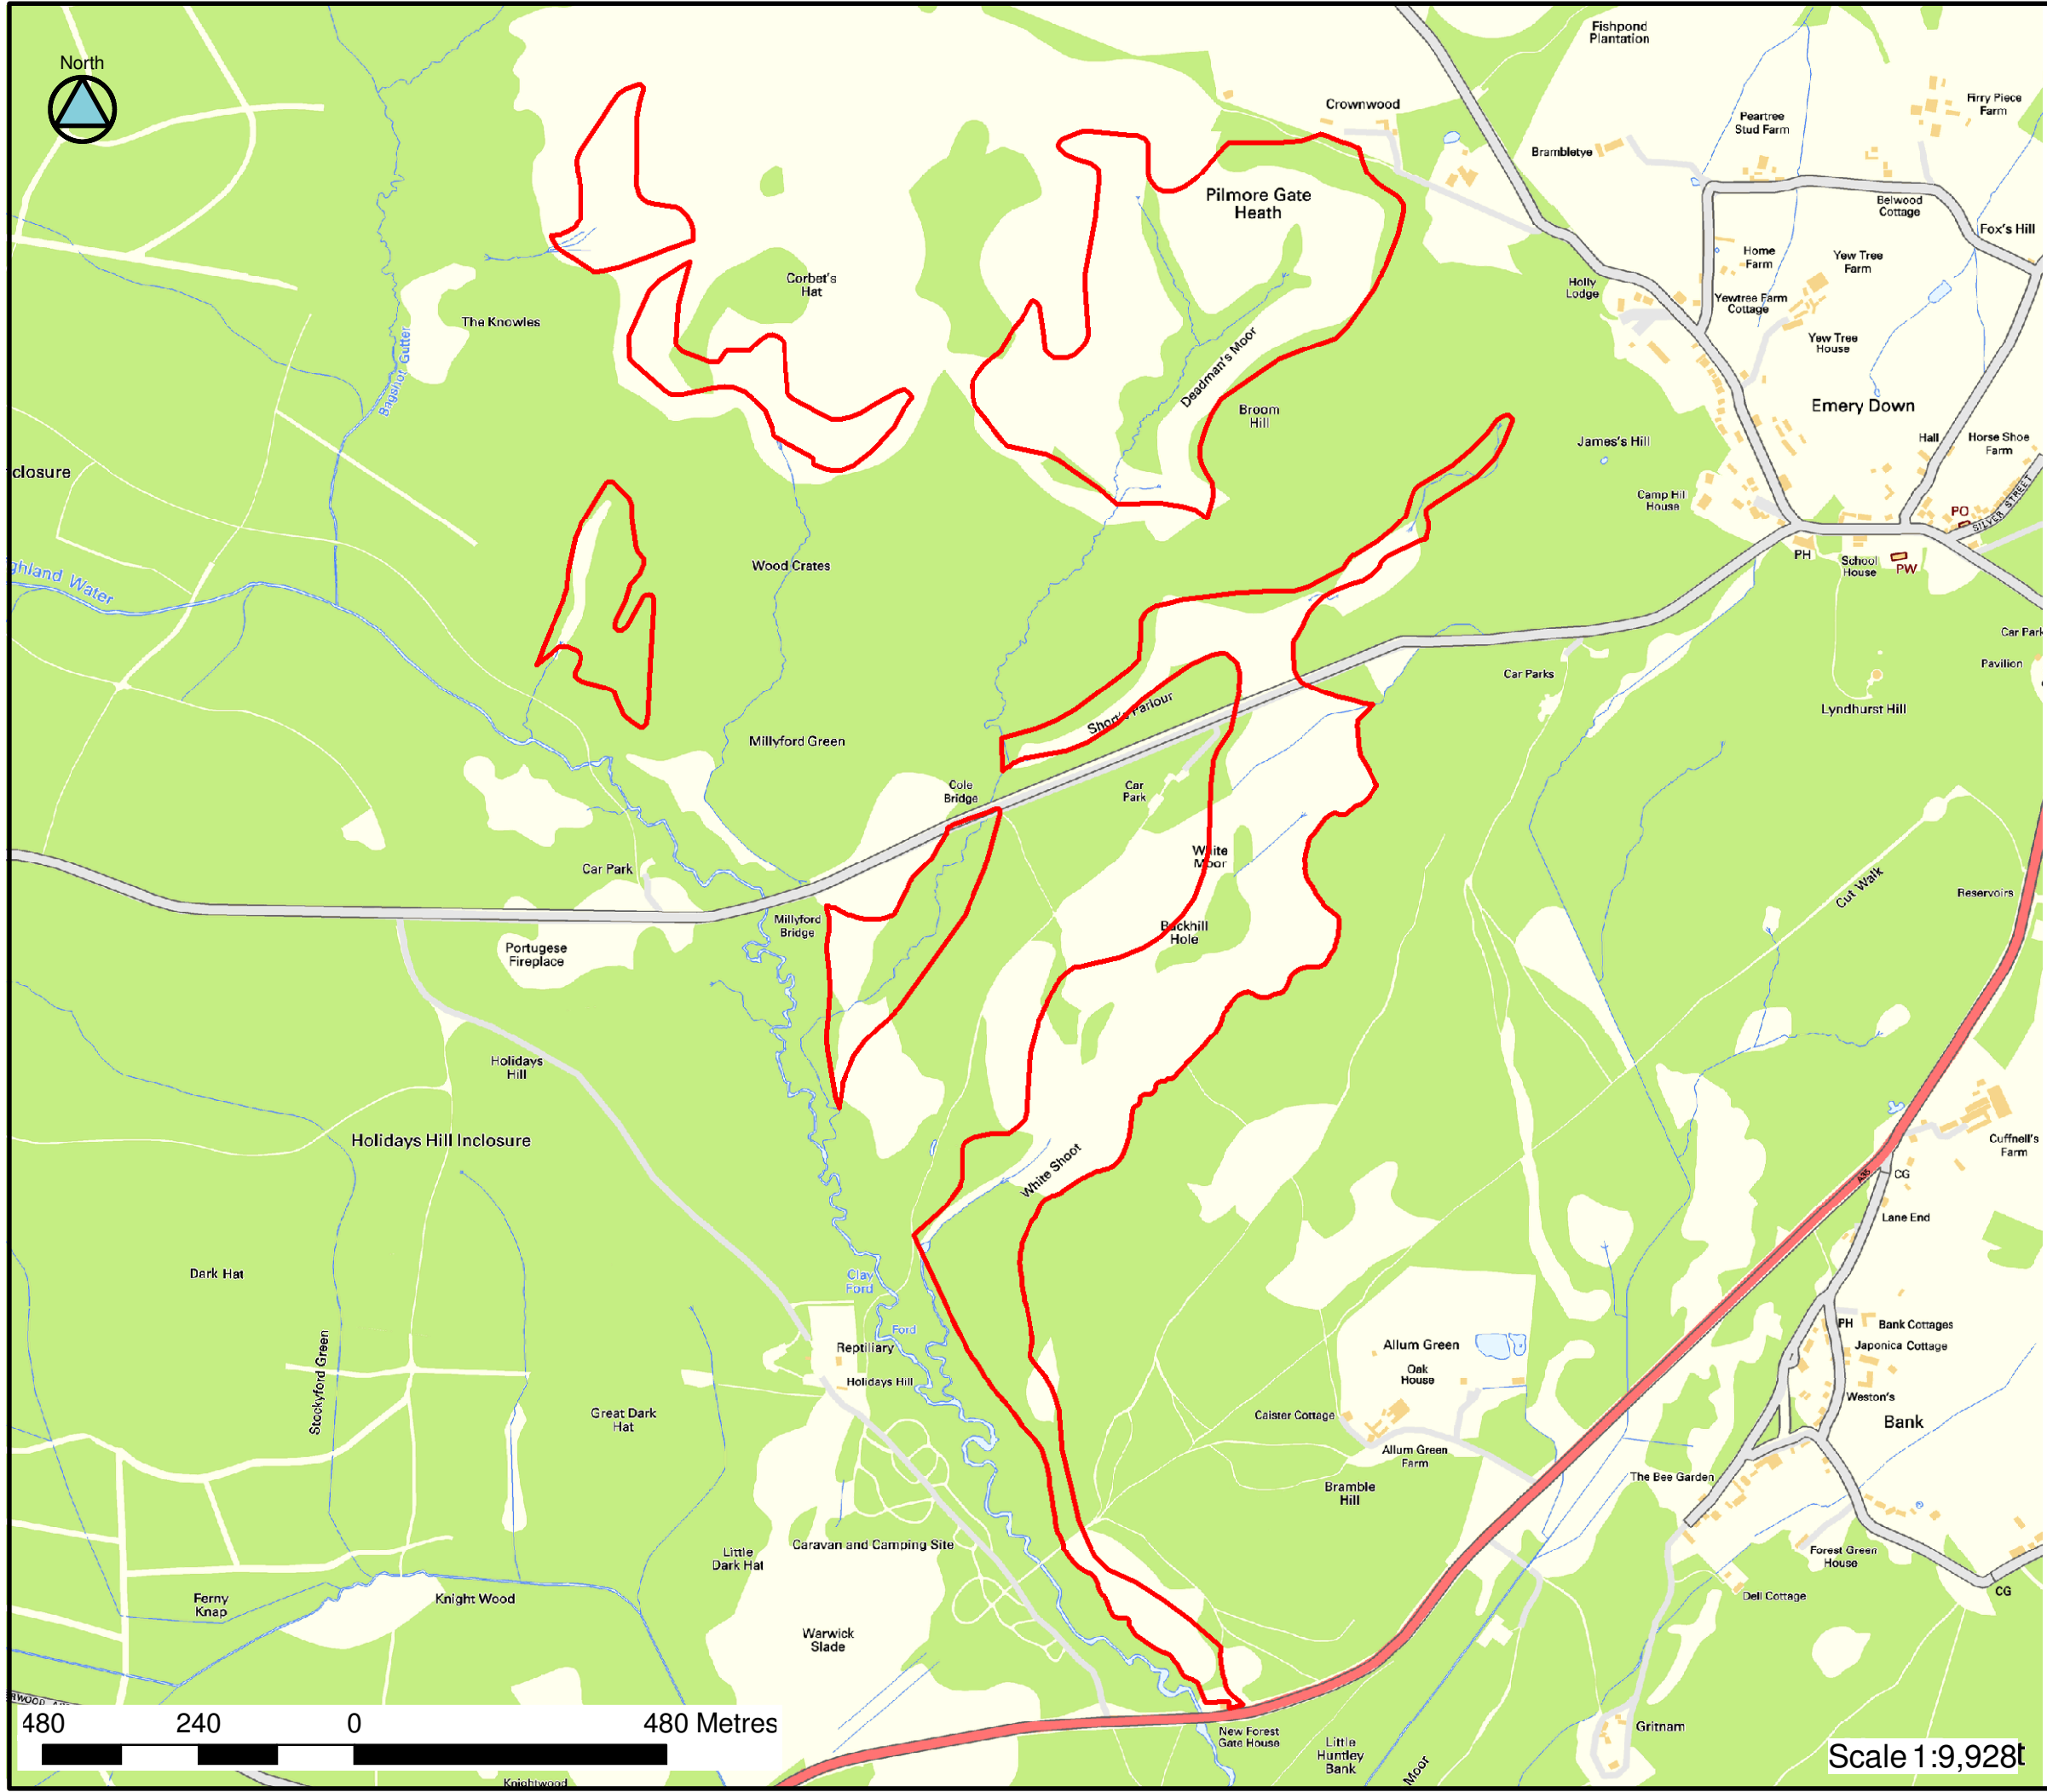 North
Fishpond
Plantation
Crownwood
Firry Piece
Farm
Peartree
Stud Farm
Brambletye
Pilmore Gate
Heath
Belwood
Cottage
Fox's Hill
Home
Farm
Yew Tree
Farm
Corbet's
Hat
Holly
Lodge
Yewtree Farm
Cottage
The Knowles
Yew Tree
House
Bagshot Gutter
Deadman's Moor
Broom
Hill
Emery Down
James's Hill
Hall
Horse Shoe
Farm
closure
Camp Hil
House
PO
SILVER STREET
PH
School
House
PW
ghland Water
Wood Crates
Car Park
Pavilion
Car Parks
Short's Parlour
Lyndhurst Hill
Millyford Green
Cole
Bridge
Car
Park
White
Moor
Car Park
Cut Walk
Reservoirs
Millyford
Bridge
Buckhill
Hole
Portugese
Fireplace
Holidays
Hill
Holidays Hill Inclosure
Cuffnell's
Farm
White Shoot
A35
CG
Lane End
Dark Hat
Clay
Ford
Ford
PH
Bank Cottages
Reptiliary
Allum Green
Japonica Cottage
Stockyford Green
Holidays Hill
Oak
House
Weston's
Great Dark
Hat
Caister Cottage
Bank
Allum Green
Farm
The Bee Garden
Bramble
Hill
Little
Dark Hat
Caravan and Camping Site
Forest Green
House
Ferny
Knap
Knight Wood
Dell Cottage
CG
Warwick
Slade
480 240 0 480 Metres
New Forest
Gate House
Gritnam
Little
Huntley
Bank
Moor
Scale 1:9,928
Knightwood